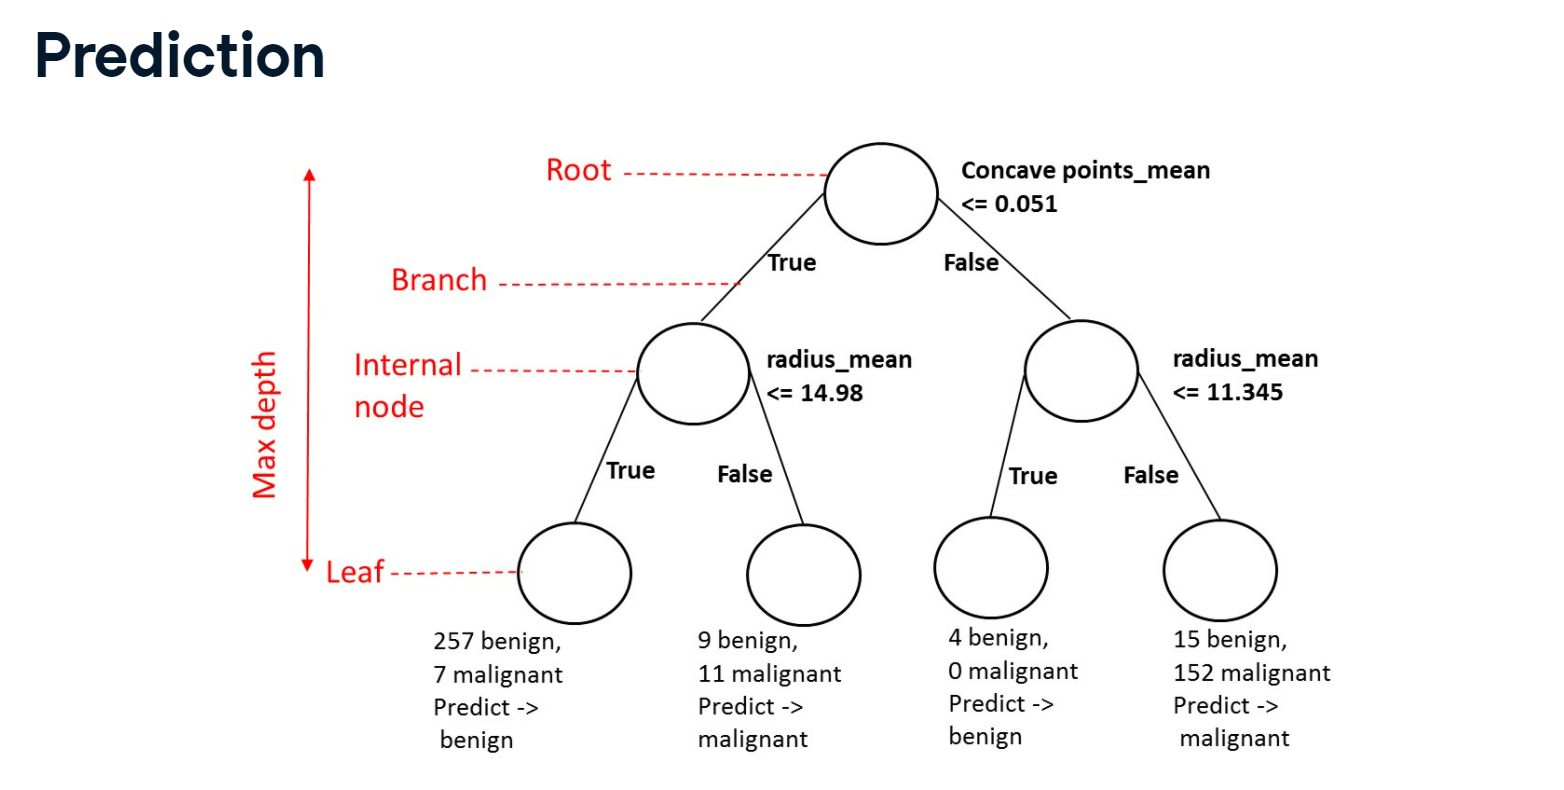 Prediction
Root
Concave points_mean
<= 0.051
True
False
Branch
Max depth
Internal
node
radius_mean
<= 14.98
radius_mean
<= 11.345
True
False
True
False
Leaf
257 benign,
7 malignant
Predict ->
benign
9 benign,
11 malignant
Predict ->
malignant
4 benign,
0 malignant
Predict ->
benign
15 benign,
152 malignant
Predict ->
malignant